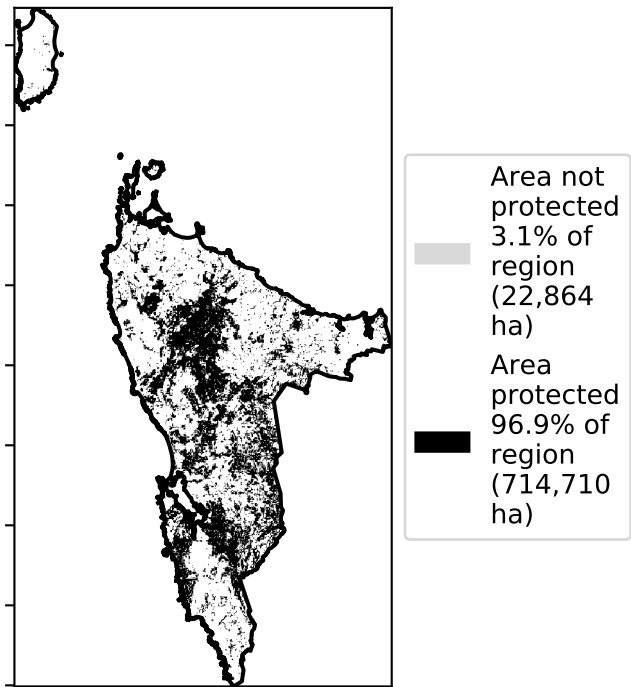 Area not
protected
3.1% of
region
(22,864
ha)
Area
protected
96.9% of
region
(714,710
ha)